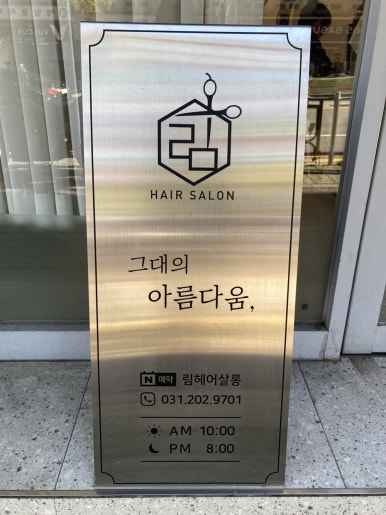 림
HAIR SALON
그대의
아름다움,
N 예약 림헤어살롱
031.202.9701
AM 10:00
PM 8:00